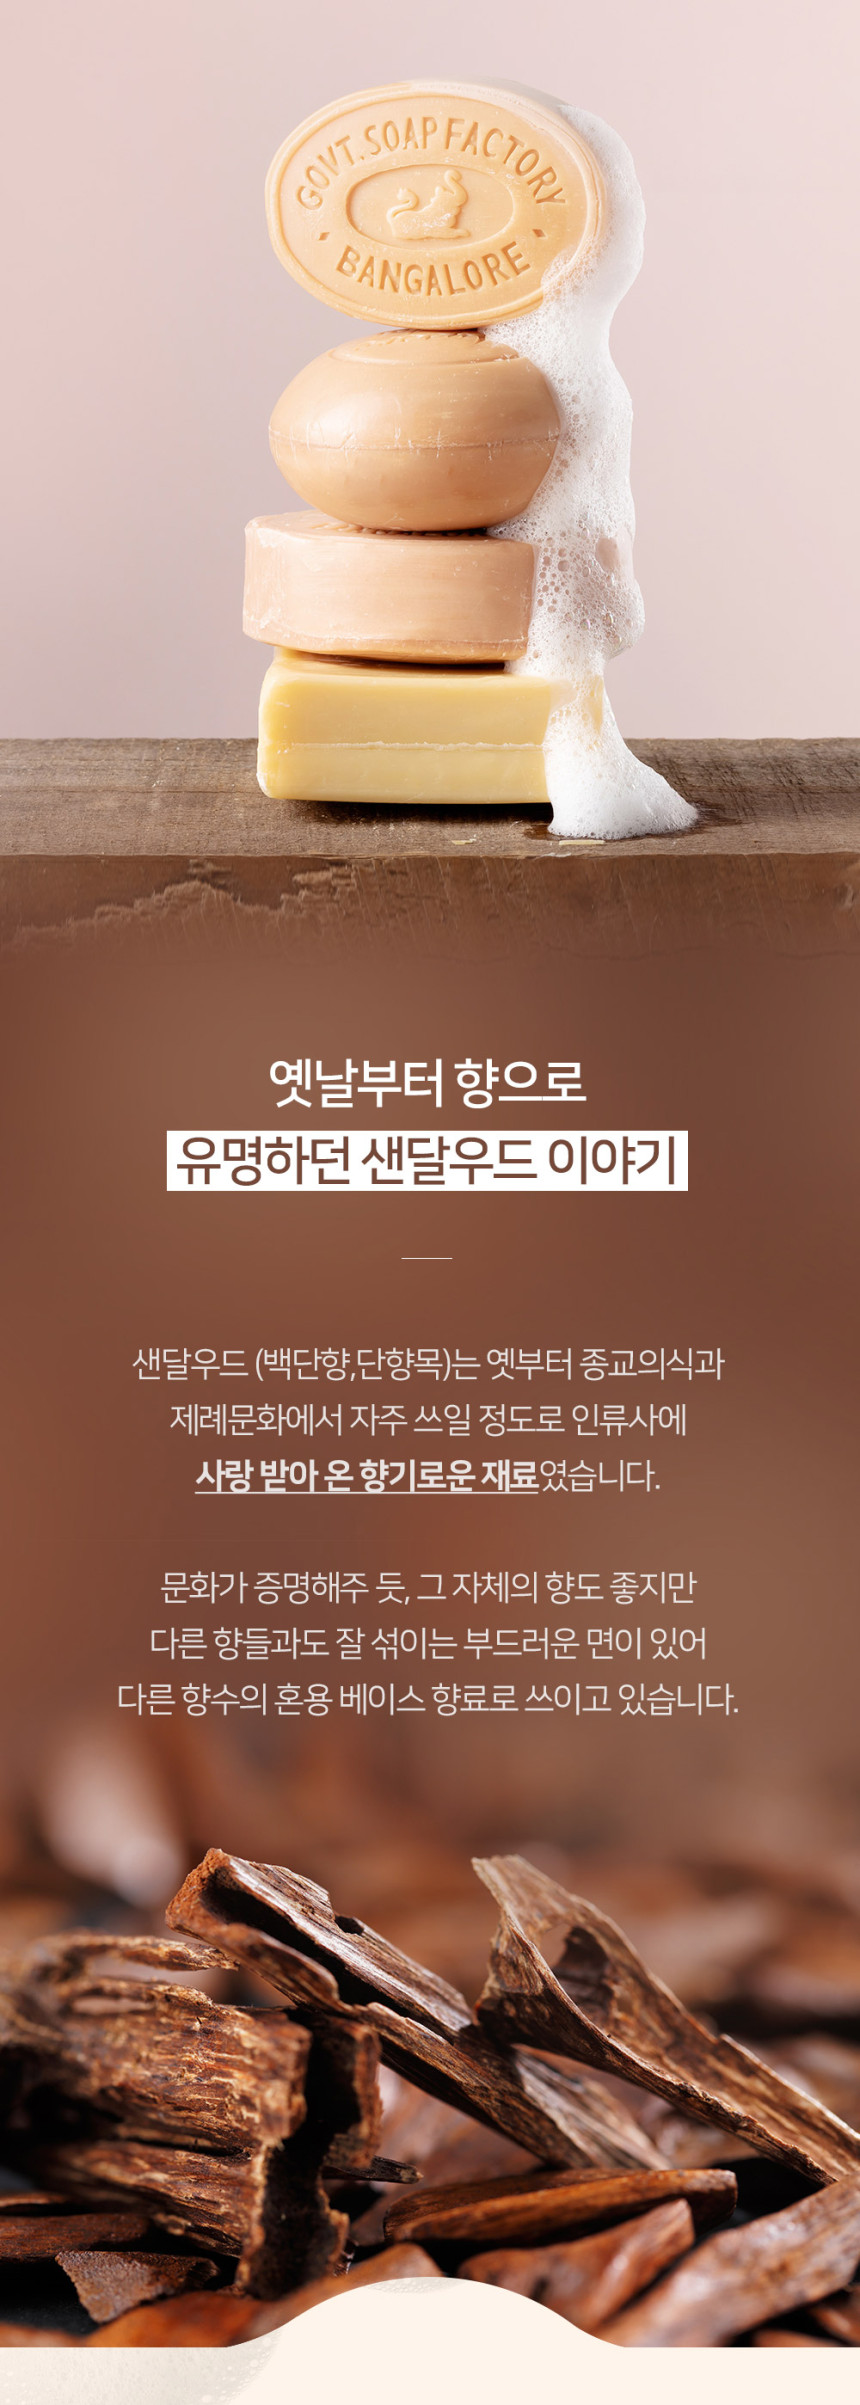 GOVT. SOAP FACTORY
BANGALORE
옛날부터 향으로
유명하던 샌달우드 이야기
샌달우드 (백단향,단향목)는 옛부터 종교의식과
제례문화에서 자주 쓰일 정도로 인류사에
사랑 받아 온 향기로운 재료였습니다.
문화가 증명해주 듯, 그 자체의 향도 좋지만
다른 향들과도 잘 섞이는 부드러운 면이 있어
다른 향수의 혼용 베이스 향료로 쓰이고 있습니다.